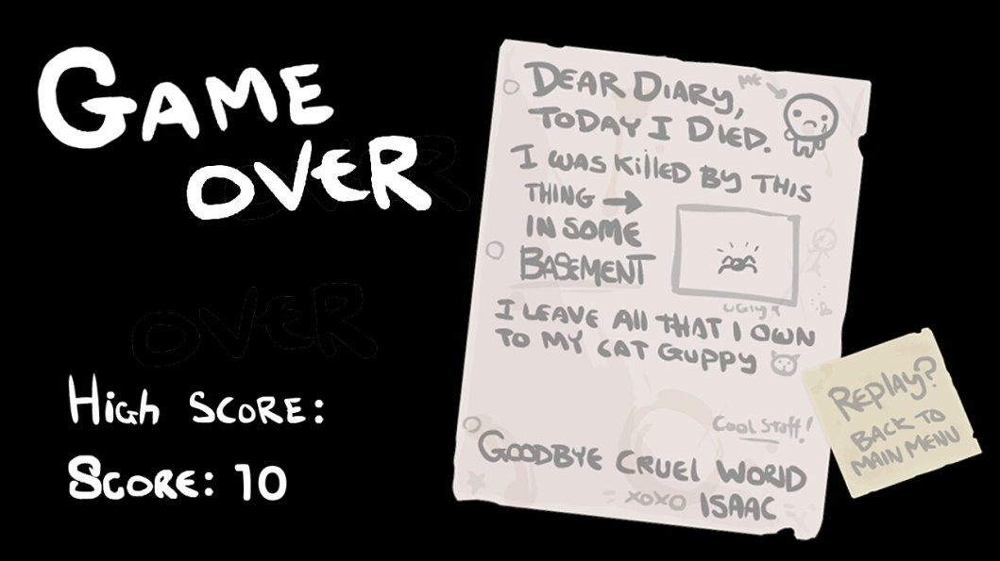 GAME
OVER
OVER
HIGH SCORE:
SCORE: 10
DEAR DIARY,
ME
TODAY I DIED.
I WAS KILLED BY THIS
THING →
IN SOME
BASEMENT
UGLY
I LEAVE ALL THAT I OWN
TO MY CAT GUPPY
COOL STUFF!
GOODBYE CRUEL WORLD
XOXO ISAAC
REPLAY?
BACK TO
MAIN MENU